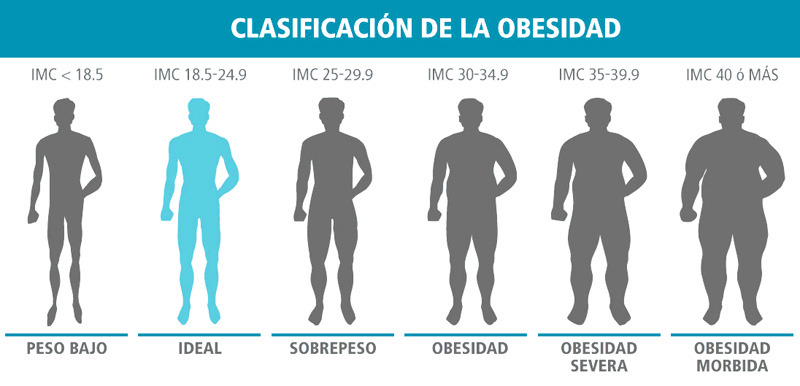 CLASIFICACIÓN DE LA OBESIDAD
IMC < 18.5
IMC 18.5-24.9
IMC 25-29.9
IMC 30-34.9
IMC 35-39.9
IMC 40 ó MÁS
PESO BAJO
IDEAL
SOBREPESO
OBESIDAD
OBESIDAD
SEVERA
OBESIDAD
MORBIDA